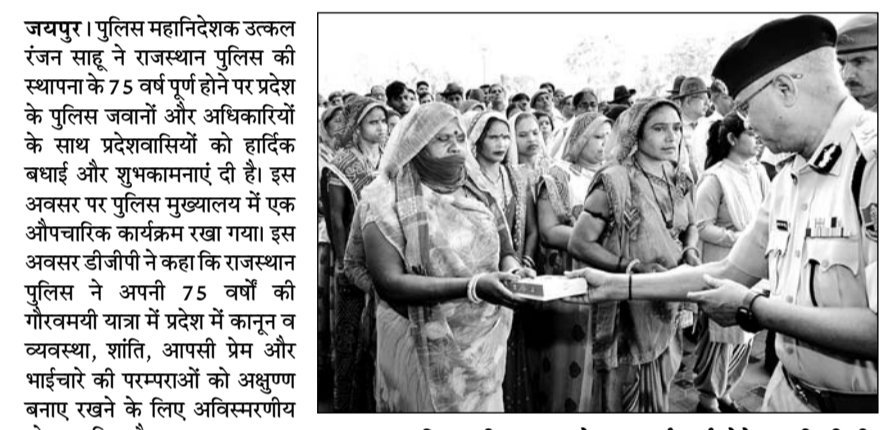 जयपुर। पुलिस महानिदेशक उत्कल
रंजन साहू ने राजस्थान पुलिस की
स्थापना के 75 वर्ष पूर्ण होने पर प्रदेश
के पुलिस जवानों और अधिकारियों
के साथ प्रदेशवासियों को हार्दिक
बधाई और शुभकामनाएं दी है। इस
अवसर पर पुलिस मुख्यालय में एक
औपचारिक कार्यक्रम रखा गया। इस
अवसर डीजीपी ने कहा कि राजस्थान
पुलिस ने अपनी 75 वर्षों की
गौरवमयी यात्रा में प्रदेश में कानून व
व्यवस्था, शांति, आपसी प्रेम और
भाईचारे की परम्पराओं को अक्षुण्ण
बनाए रखने के लिए अविस्मरणीय